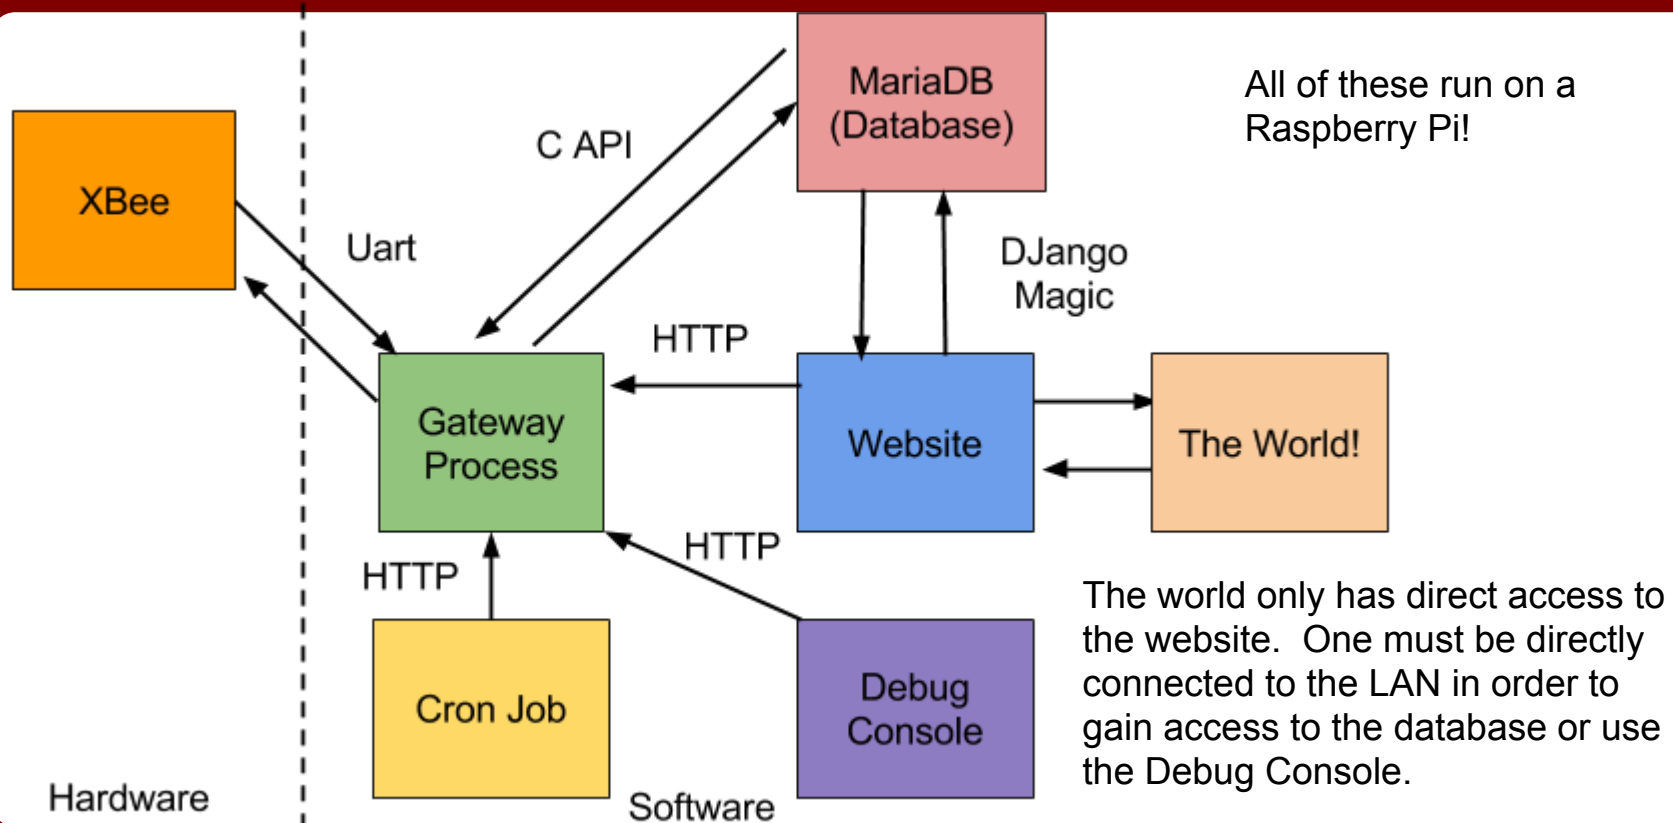 MariaDB
(Database)
All of these run on a
Raspberry Pi!
C API
XBee
Uart
DJango
Magic
HTTP
Gateway
Process
Website
The World!
HTTP
HTTP
The world only has direct access to
the website.  One must be directly
connected to the LAN in order to
gain access to the database or use
the Debug Console.
Cron Job
Debug
Console
Hardware
Software